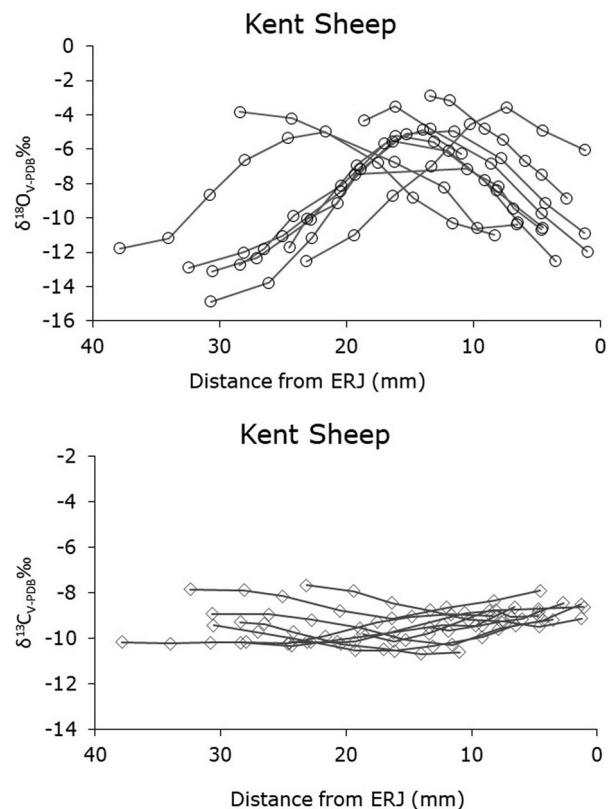 Kent Sheep
0
-2
-4
-6
-8
-10
-12
-14
-16
δ¹⁸O V-PDB‰
40 30 20 10 0
Distance from ERJ (mm)
Kent Sheep
-2
-4
-6
-8
-10
-12
-14
δ¹³C V-PDB‰
40 30 20 10 0
Distance from ERJ (mm)